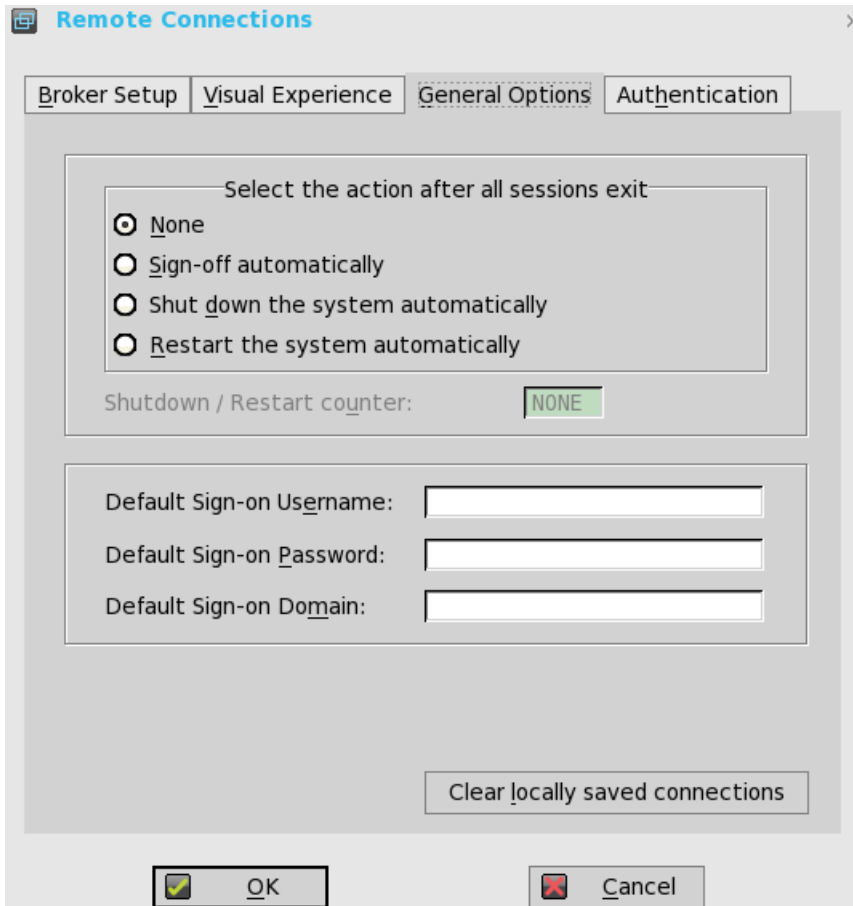 Remote Connections
Broker Setup Visual Experience General Options Authentication
Select the action after all sessions exit
None
Sign-off automatically
Shut down the system automatically
Restart the system automatically
Shutdown / Restart counter: NONE
Default Sign-on Username:
Default Sign-on Password:
Default Sign-on Domain:
Clear locally saved connections
OK Cancel